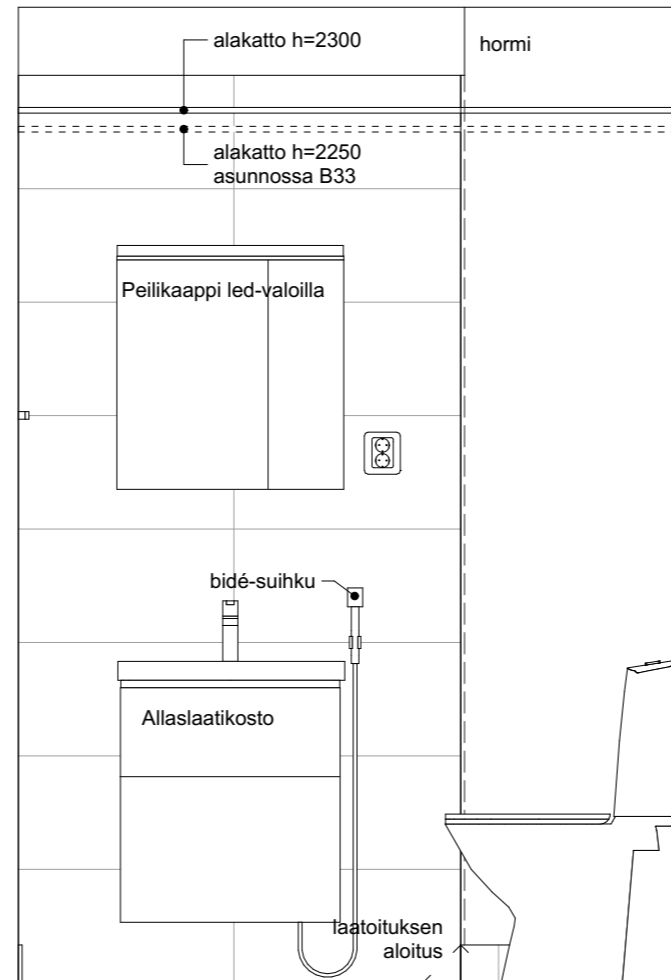 alakatto h=2300
hormi
alakatto h=2250
asunnossa B33
Peilikaappi led-valoilla
bidé-suihku
Allaslaatikosto
laatoituksen
aloitus